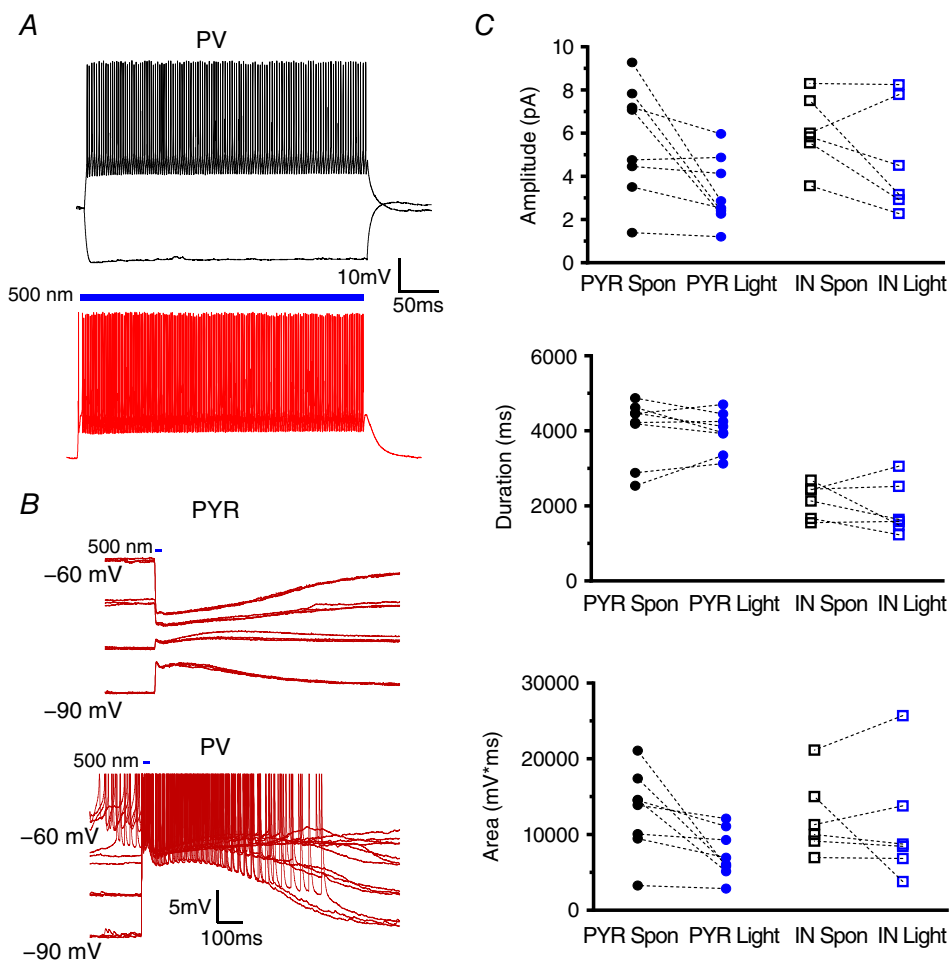 A
PV
10mV
50ms
500 nm
B
PYR
500 nm
–60 mV
–90 mV
PV
500 nm
–60 mV
–90 mV
5mV
100ms
C
Amplitude (pA)
10
8
6
4
2
0
PYR Spon PYR Light IN Spon IN Light
Duration (ms)
6000
4000
2000
0
PYR Spon PYR Light IN Spon IN Light
Area (mV*ms)
30000
20000
10000
0
PYR Spon PYR Light IN Spon IN Light